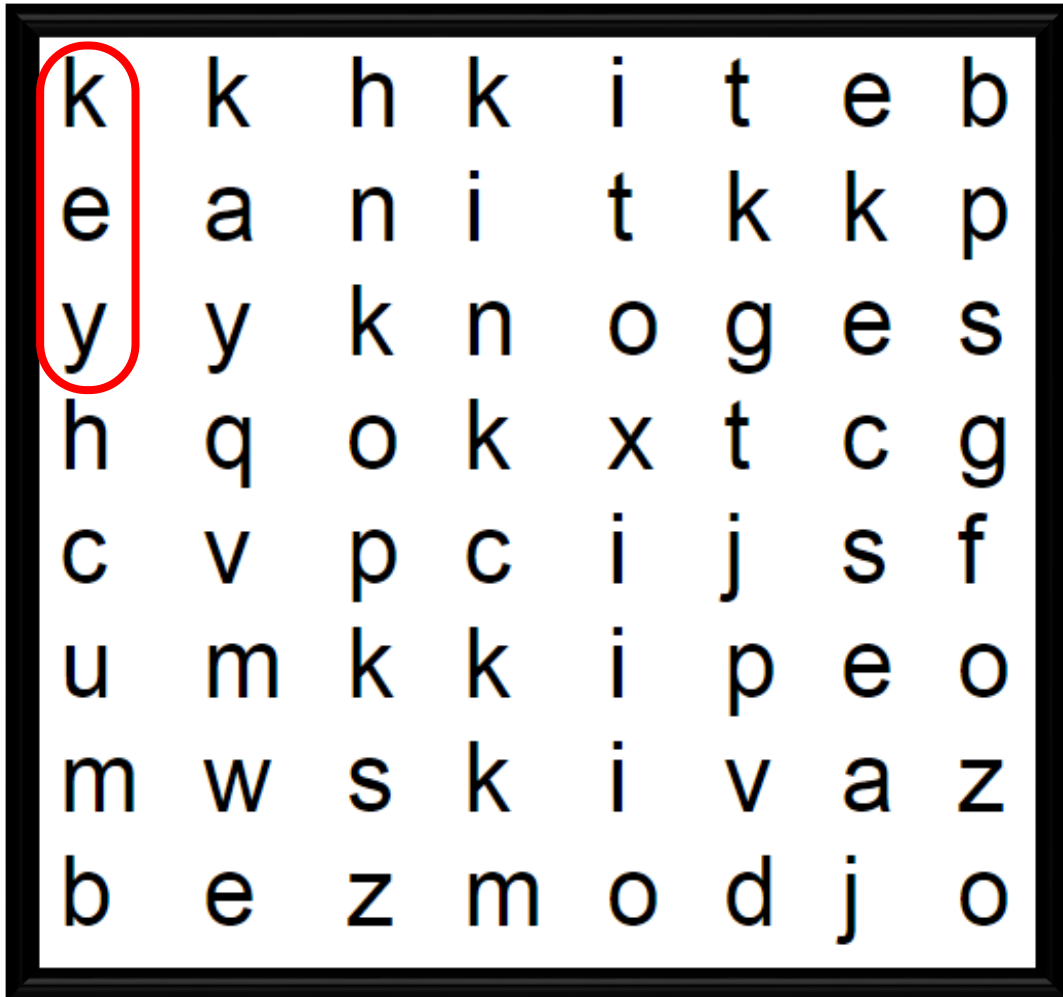 k k h k i t e b
e a n i t k k p
y y k n o g e s
h q o k x t c g
c v p c i j s f
u m k k i p e o
m w s k i v a z
b e z m o d j o